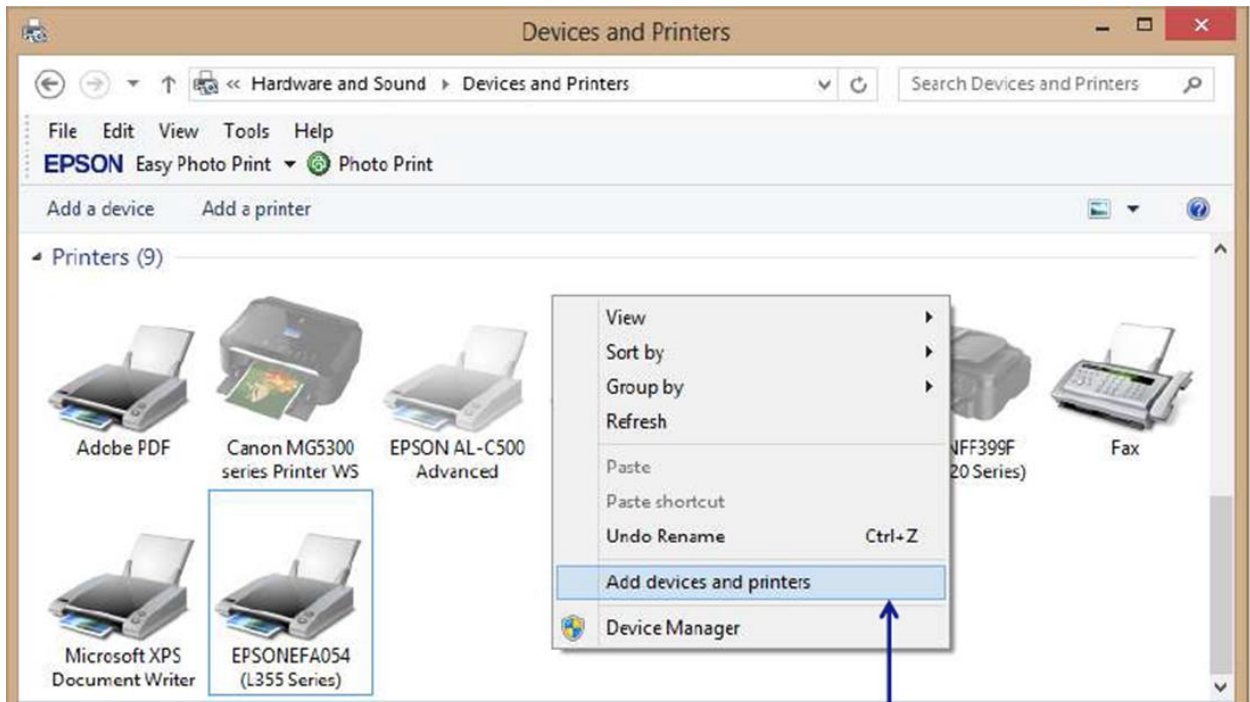 Devices and Printers
« Hardware and Sound ▸ Devices and Printers
Search Devices and Printers
File Edit View Tools Help
EPSON Easy Photo Print Photo Print
Add a device Add a printer
Printers (9)
Adobe PDF
Canon MG5300
series Printer WS
EPSON AL-C500
Advanced
NFF399F
20 Series)
Fax
Microsoft XPS
Document Writer
EPSONEFA054
(L355 Series)
View
Sort by
Group by
Refresh
Paste
Paste shortcut
Undo Rename Ctrl+Z
Add devices and printers
Device Manager